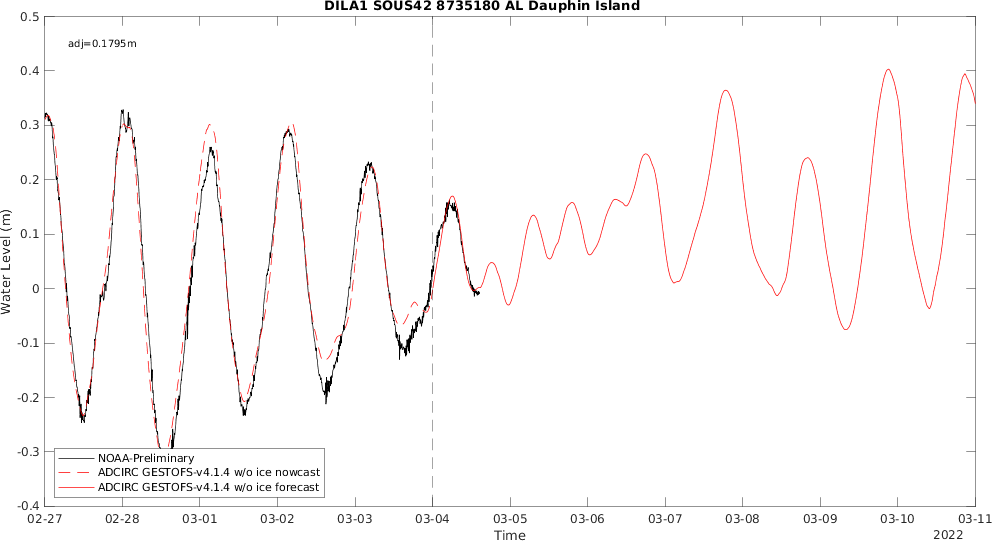 DILA1 SOUS42 8735180 AL Dauphin Island
adj=0.1795m
0.5
0.4
0.3
0.2
0.1
0
-0.1
-0.2
-0.3
-0.4
Water Level (m)
NOAA-Preliminary
ADCIRC GESTOFS-v4.1.4 w/o ice nowcast
ADCIRC GESTOFS-v4.1.4 w/o ice forecast
02-27 02-28 03-01 03-02 03-03 03-04 03-05 03-06 03-07 03-08 03-09 03-10 03-11
Time
2022